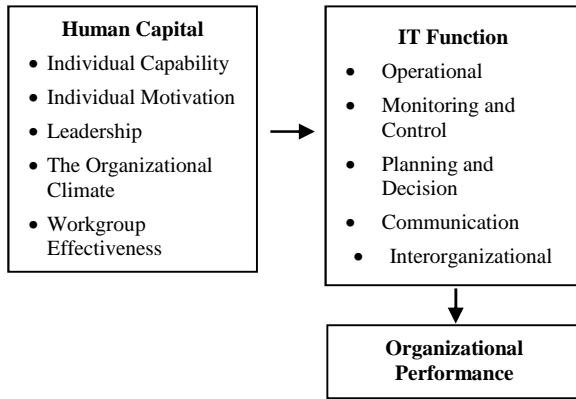 Human Capital
• Individual Capability
• Individual Motivation
• Leadership
• The Organizational
Climate
• Workgroup
Effectiveness
IT Function
• Operational
• Monitoring and
Control
• Planning and
Decision
• Communication
• Interorganizational
Organizational
Performance